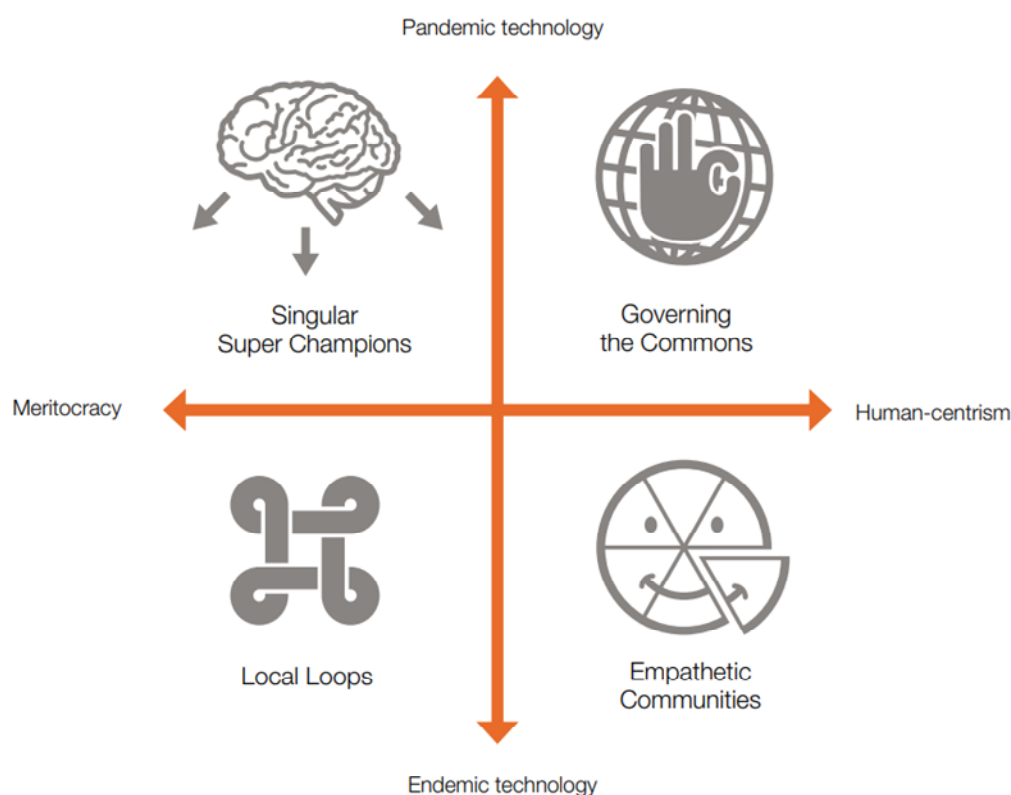 Pandemic technology
Singular
Super Champions
Governing
the Commons
Meritocracy
Human-centrism
Local Loops
Empathetic
Communities
Endemic technology